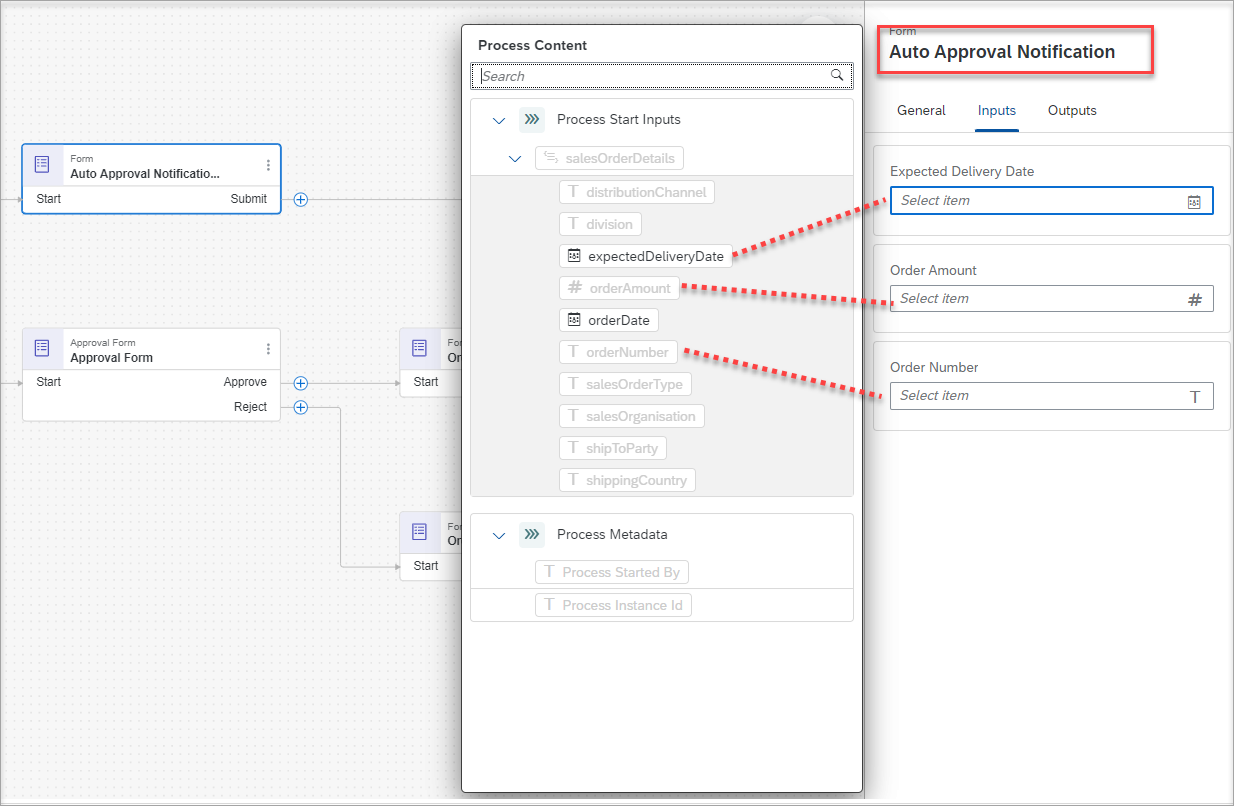 Form
Auto Approval Notificatio...
Start
Submit
Approval Form
Approval Form
Start
Approve
Reject
For
Or
Start
For
Or
Start
Process Content
Search
Process Start Inputs
salesOrderDetails
T distributionChannel
T division
expectedDeliveryDate
# orderAmount
orderDate
T orderNumber
T salesOrderType
T salesOrganisation
T shipToParty
T shippingCountry
Process Metadata
T Process Started By
T Process Instance Id
Form
Auto Approval Notification
General Inputs Outputs
Expected Delivery Date
Select item
Order Amount
Select item #
Order Number
Select item T